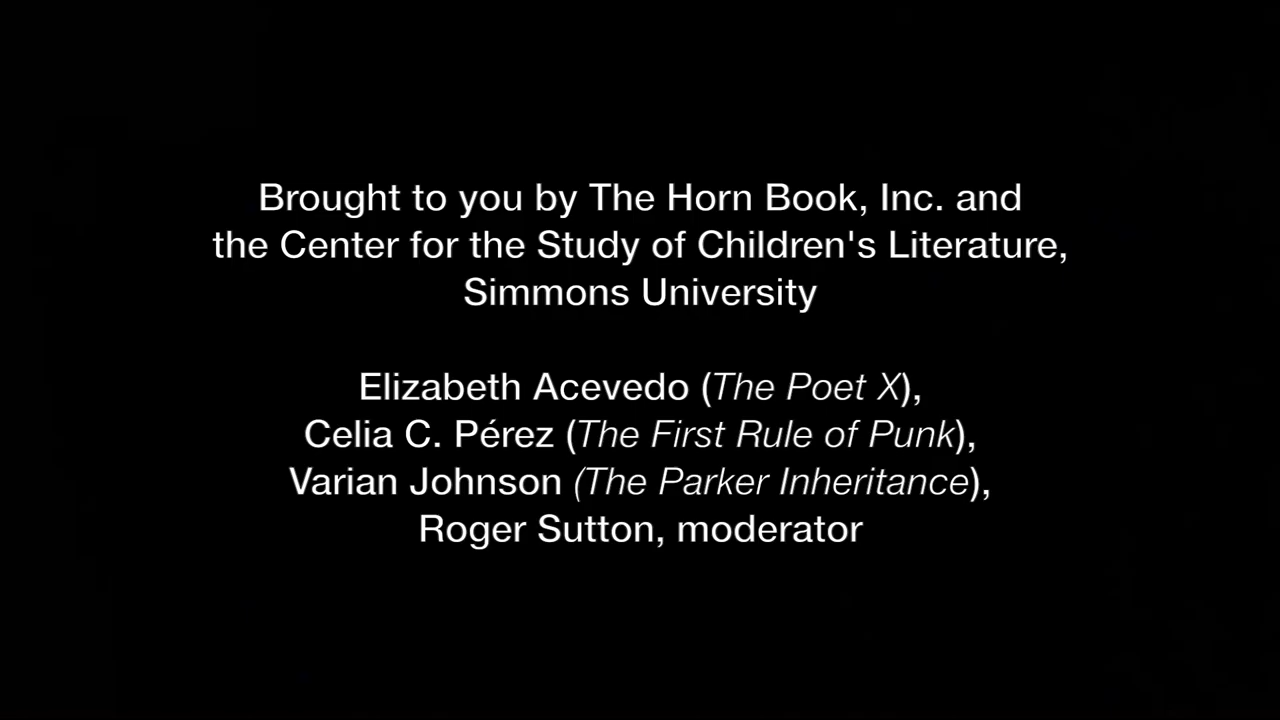 Brought to you by The Horn Book, Inc. and
the Center for the Study of Children's Literature,
Simmons University
Elizabeth Acevedo (The Poet X),
Celia C. Pérez (The First Rule of Punk),
Varian Johnson (The Parker Inheritance),
Roger Sutton, moderator